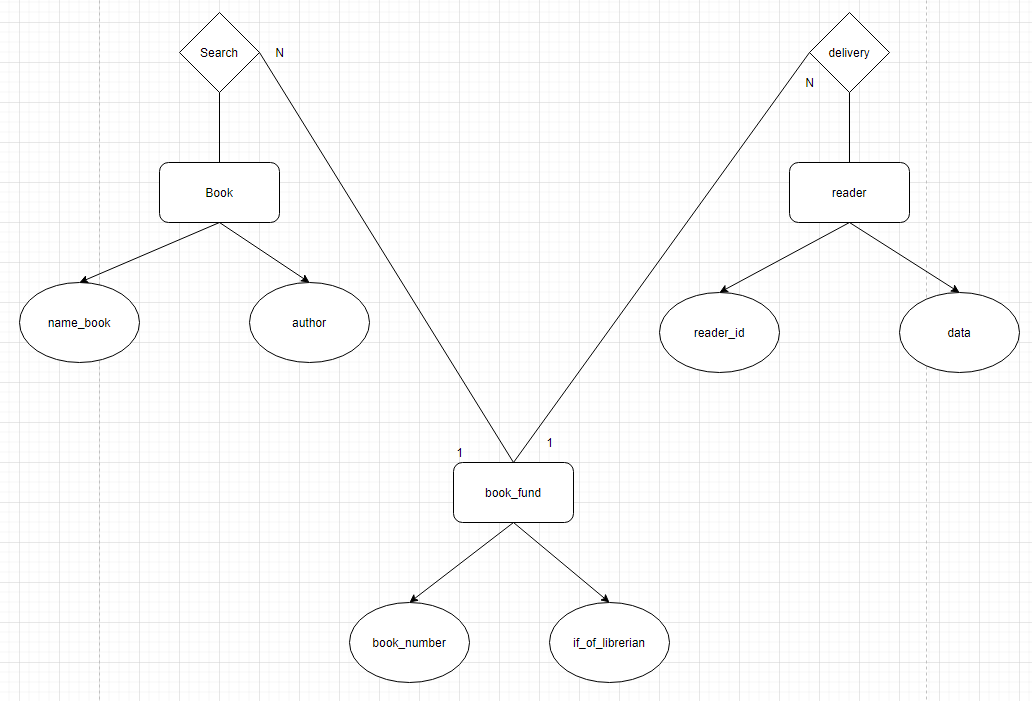 Search
N
delivery
N
Book
reader
name_book
author
reader_id
data
1
1
book_fund
book_number
if_of_librerian